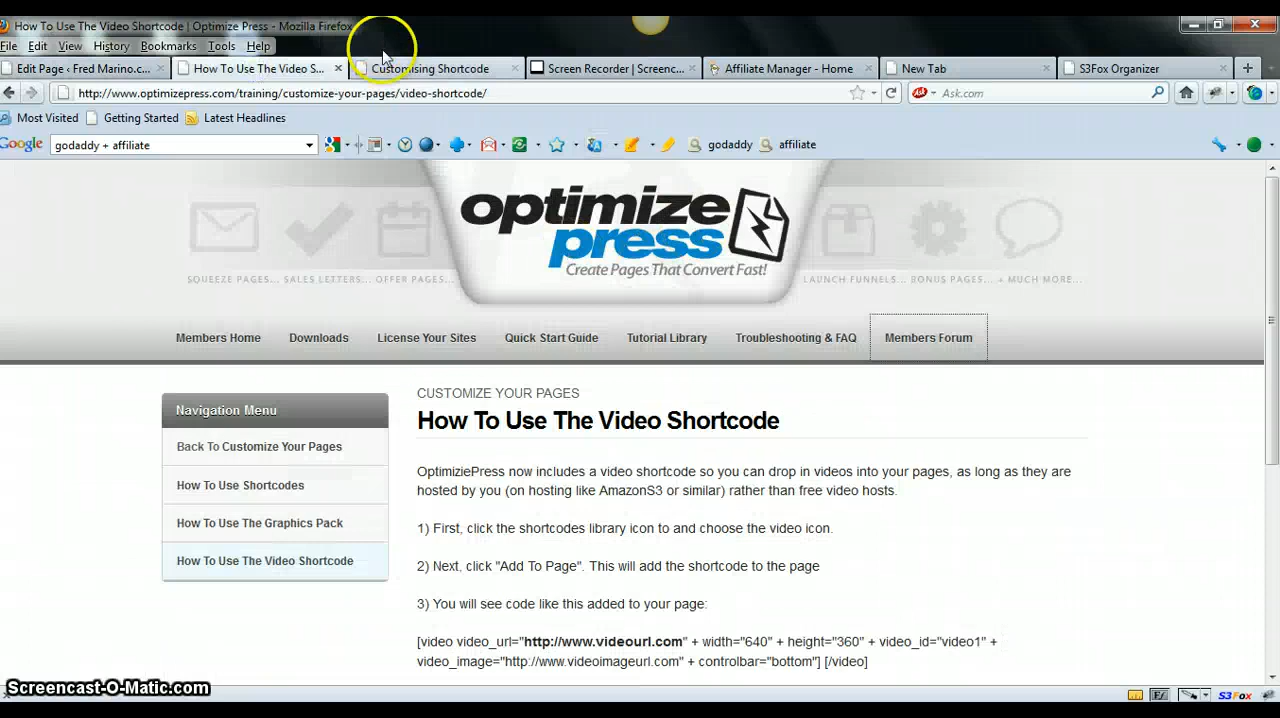 How To Use The Video Shortcode | Optimize Press - Mozilla Firefox
File Edit View History Bookmarks Tools Help
Edit Page ‹ Fred Marino.c... How To Use The Video S... Customising Shortcode Screen Recorder | Screenc... Affiliate Manager - Home New Tab S3Fox Organizer
http://www.optimizepress.com/training/customize-your-pages/video-shortcode/ Ask Ask.com
Most Visited Getting Started Latest Headlines
Google godaddy + affiliate godaddy affiliate
optimize
press
Create Pages That Convert Fast!
SQUEEZE PAGES... SALES LETTERS... OFFER PAGES... LAUNCH FUNNELS... BONUS PAGES... + MUCH MORE...
Members Home Downloads License Your Sites Quick Start Guide Tutorial Library Troubleshooting & FAQ Members Forum
Navigation Menu
Back To Customize Your Pages
How To Use Shortcodes
How To Use The Graphics Pack
How To Use The Video Shortcode
CUSTOMIZE YOUR PAGES
How To Use The Video Shortcode
OptimiziePress now includes a video shortcode so you can drop in videos into your pages, as long as they are
hosted by you (on hosting like AmazonS3 or similar) rather than free video hosts.
1) First, click the shortcodes library icon to and choose the video icon.
2) Next, click "Add To Page". This will add the shortcode to the page
3) You will see code like this added to your page:
[video video_url="http://www.videourl.com" + width="640" + height="360" + video_id="video1" +
video_image="http://www.videoimageurl.com" + controlbar="bottom"] [/video]
Screencast-O-Matic.com
S3Fox